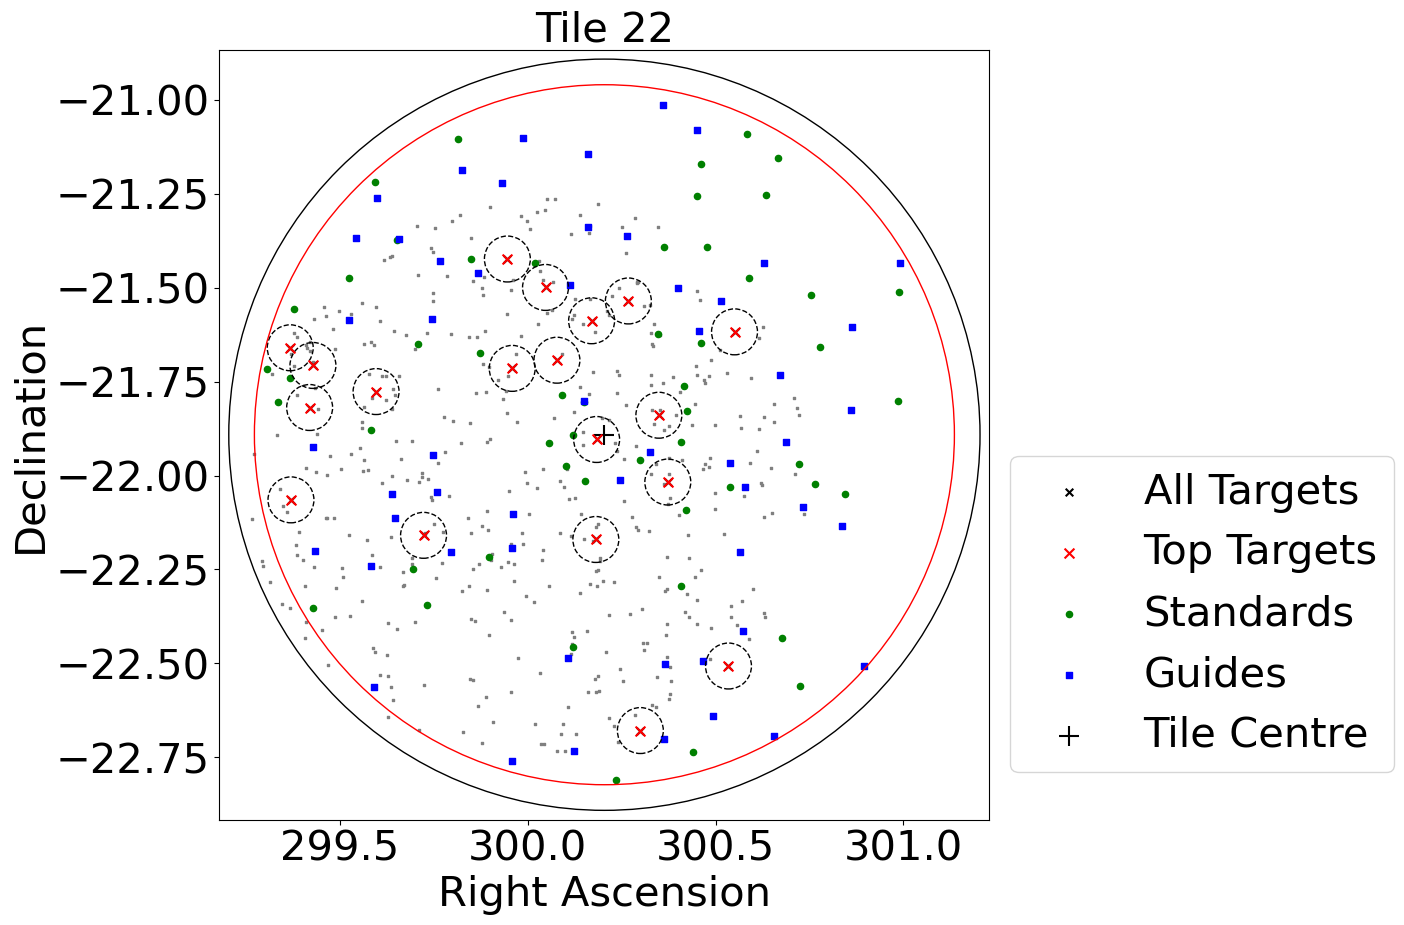 Tile 22
−21.00
−21.25
−21.50
−21.75
−22.00
−22.25
−22.50
−22.75
Declination
299.5 300.0 300.5 301.0
Right Ascension
All Targets
Top Targets
Standards
Guides
Tile Centre